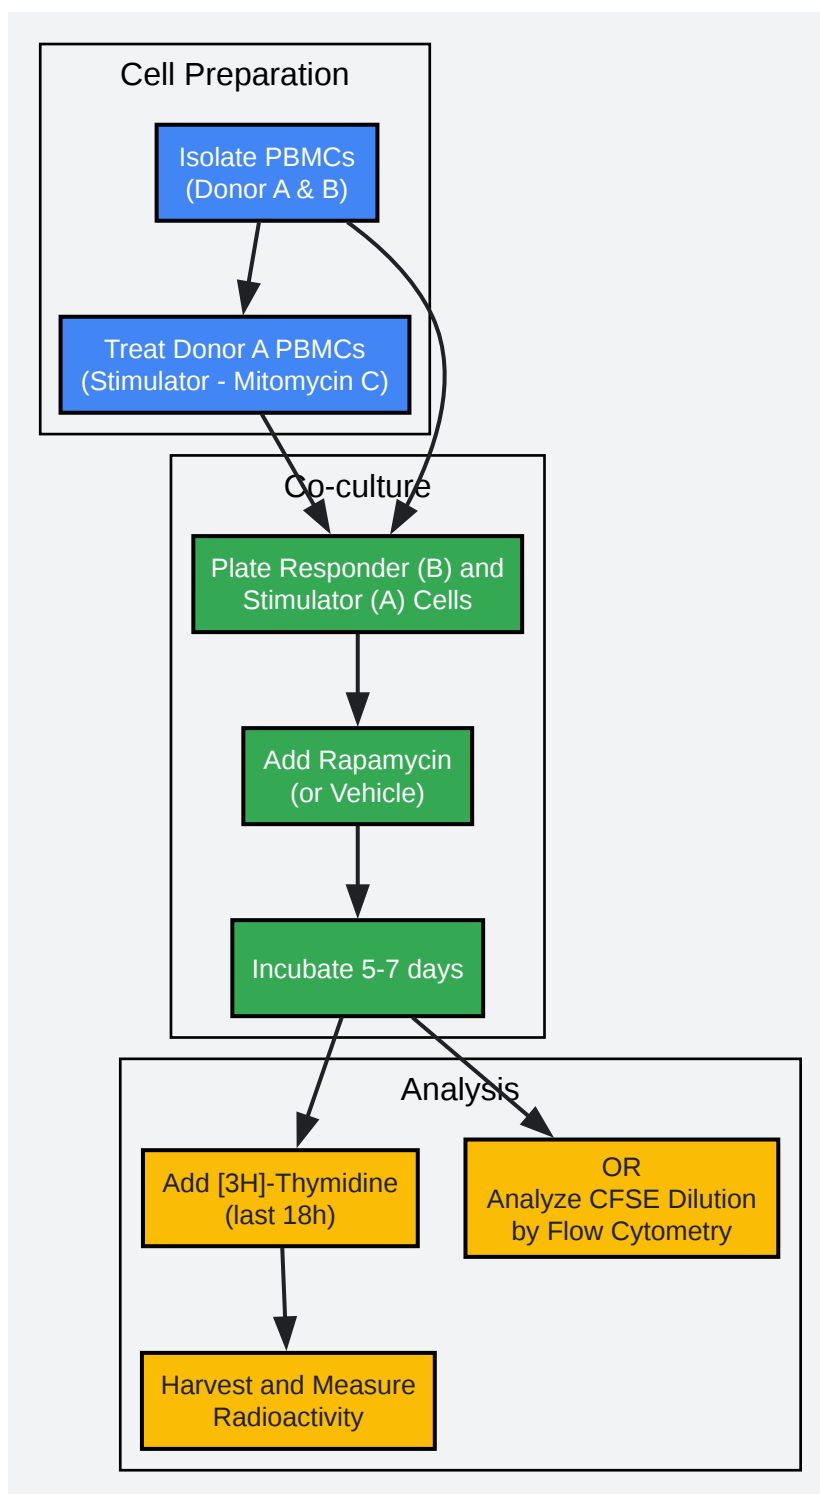 Cell Preparation
Isolate PBMCs
(Donor A & B)
Treat Donor A PBMCs
(Stimulator - Mitomycin C)
Co-culture
Plate Responder (B) and
Stimulator (A) Cells
Add Rapamycin
(or Vehicle)
Incubate 5-7 days
Analysis
Add [3H]-Thymidine
(last 18h)
OR
Analyze CFSE Dilution
by Flow Cytometry
Harvest and Measure
Radioactivity